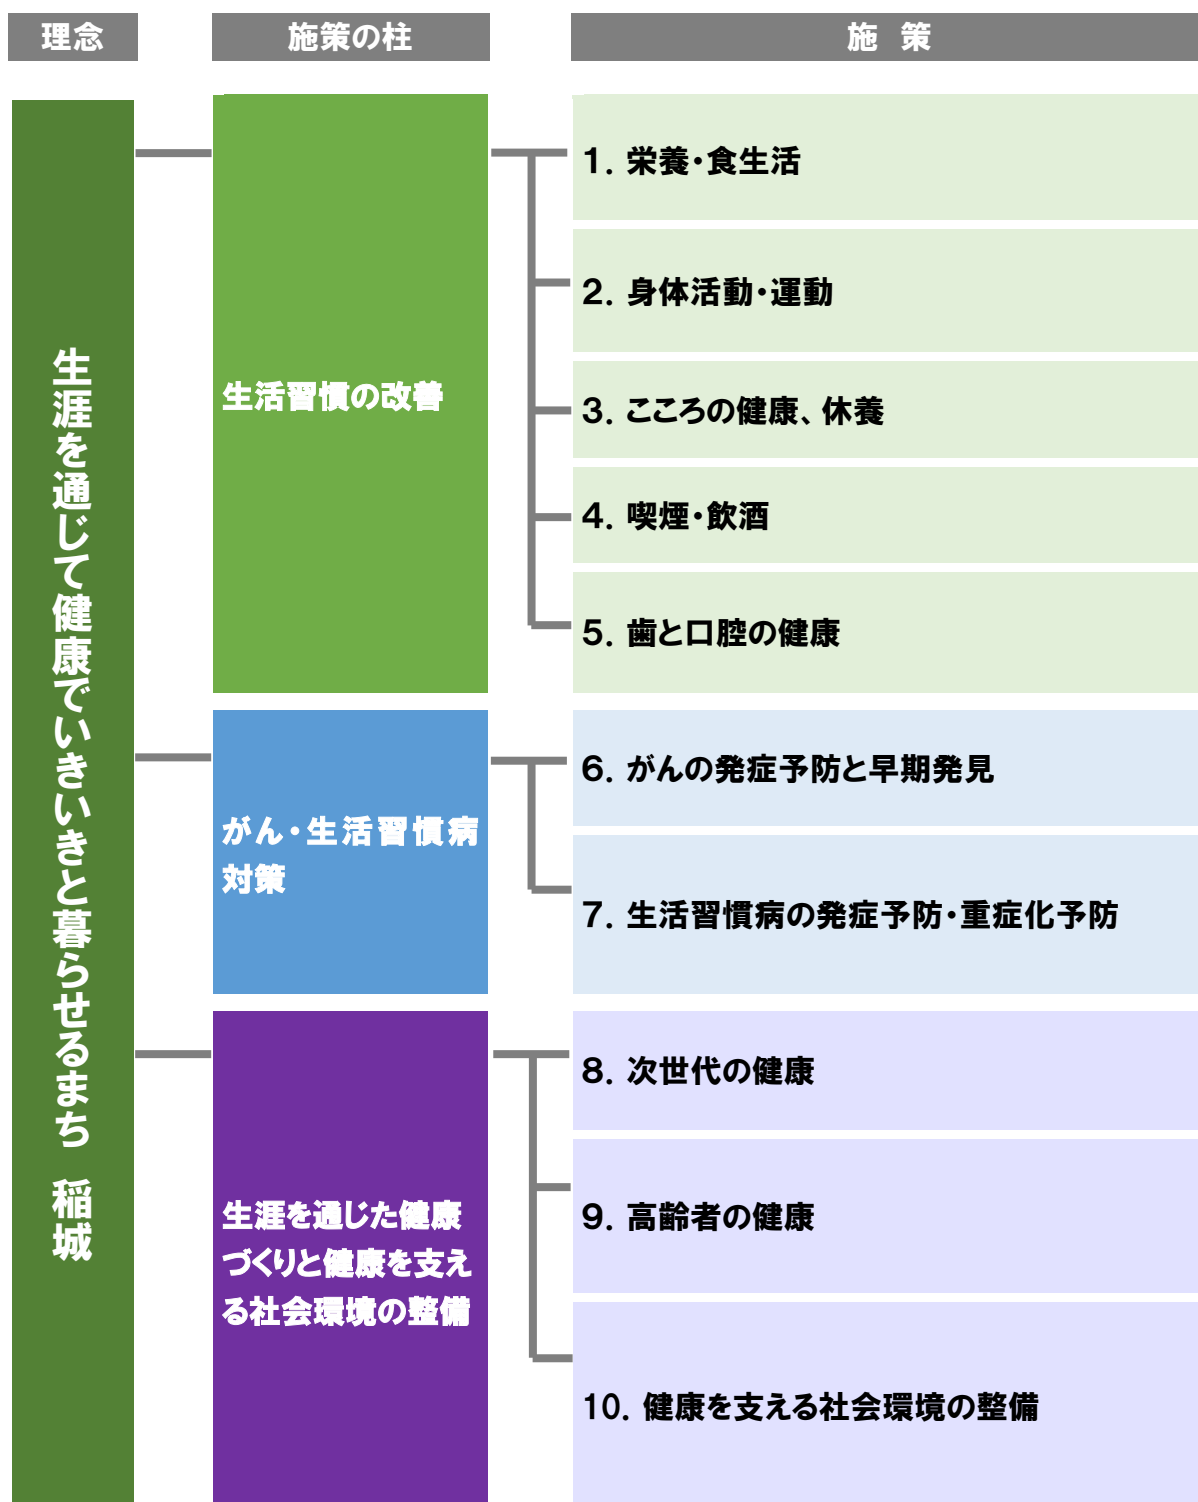 理念
施策の柱
施 策
生涯を通じて健康でいきいきと暮らせるまち 稲城
生活習慣の改善
1. 栄養・食生活
2. 身体活動・運動
3. こころの健康、休養
4. 喫煙・飲酒
5. 歯と口腔の健康
がん・生活習慣病
対策
6. がんの発症予防と早期発見
7. 生活習慣病の発症予防・重症化予防
生涯を通じた健康
づくりと健康を支え
る社会環境の整備
8. 次世代の健康
9. 高齢者の健康
10. 健康を支える社会環境の整備